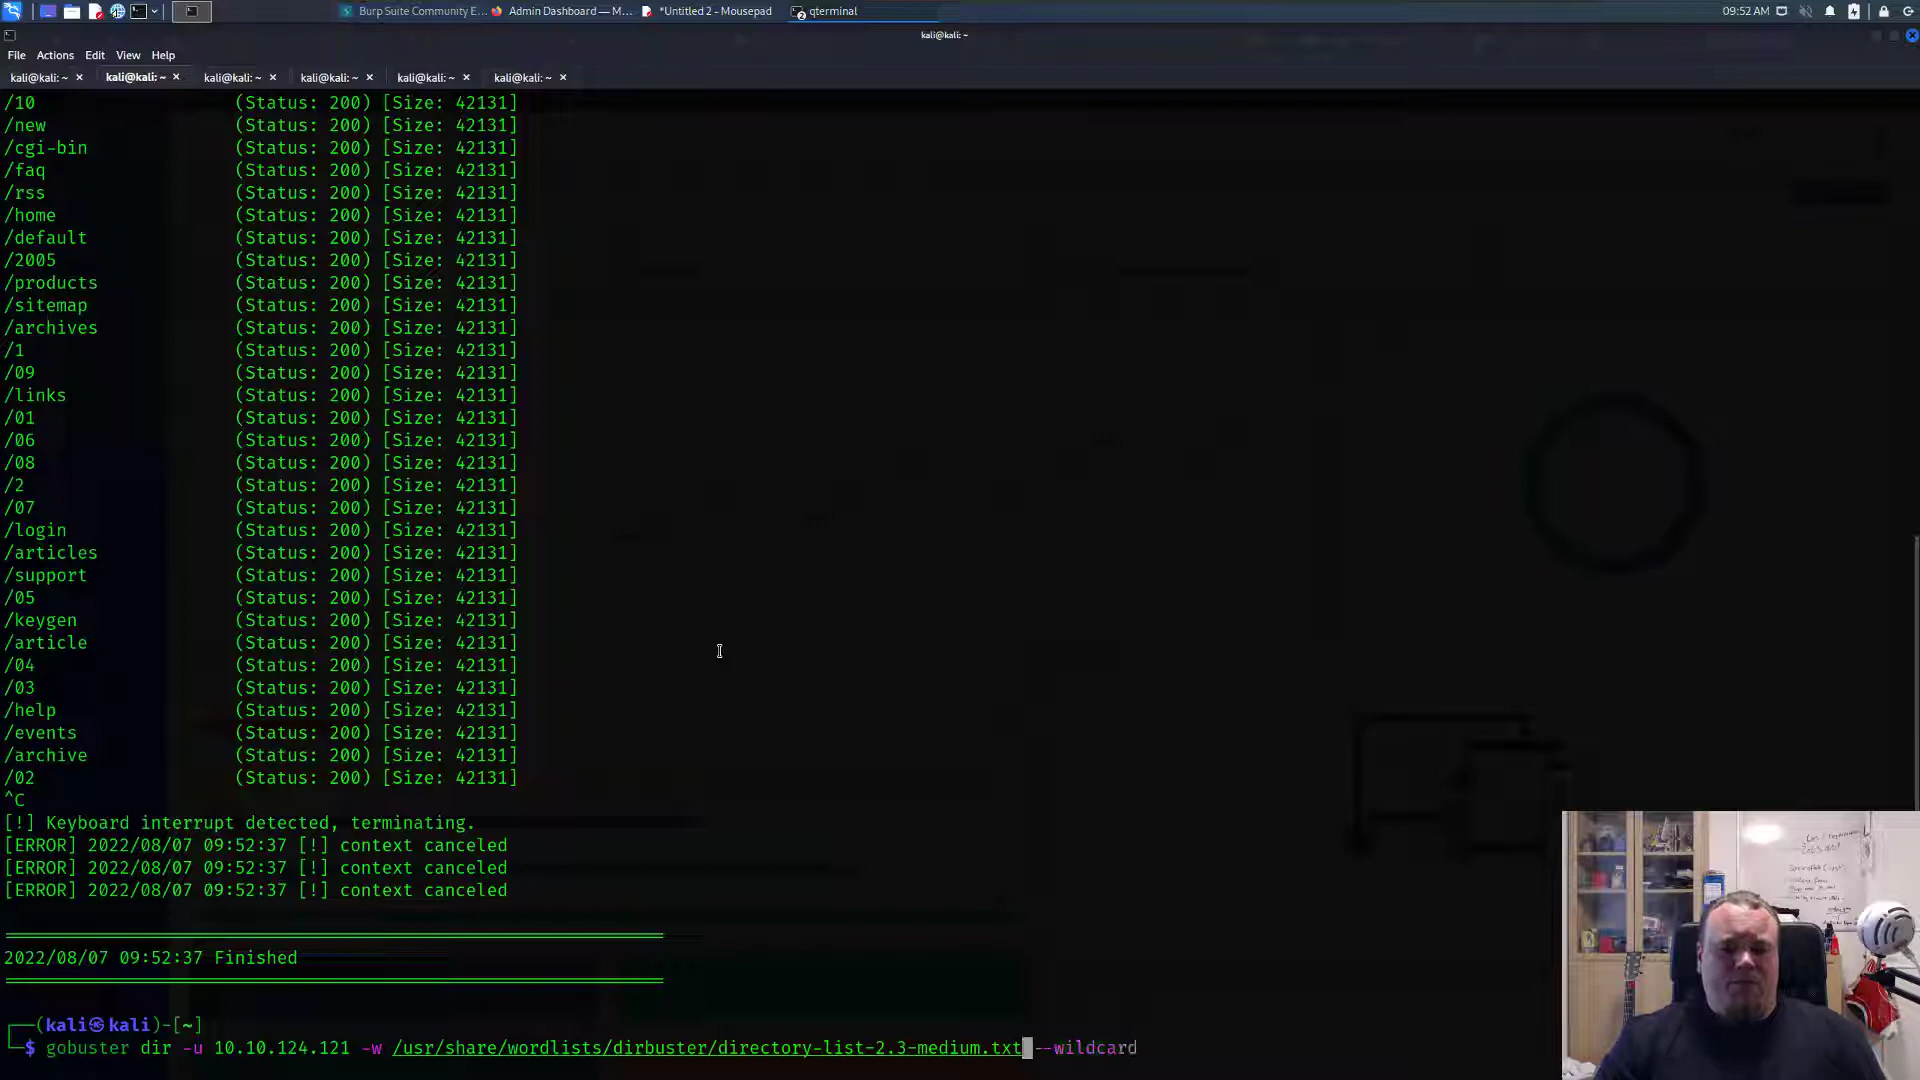 Burp Suite Community E...
Admin Dashboard — M...
*Untitled 2 - Mousepad
qterminal
09:52 AM
kali@kali: ~
File Actions Edit View Help
kali@kali: ~ kali@kali: ~ kali@kali: ~ kali@kali: ~ kali@kali: ~ kali@kali: ~
/10 (Status: 200) [Size: 42131]
/new (Status: 200) [Size: 42131]
/cgi-bin (Status: 200) [Size: 42131]
/faq (Status: 200) [Size: 42131]
/rss (Status: 200) [Size: 42131]
/home (Status: 200) [Size: 42131]
/default (Status: 200) [Size: 42131]
/2005 (Status: 200) [Size: 42131]
/products (Status: 200) [Size: 42131]
/sitemap (Status: 200) [Size: 42131]
/archives (Status: 200) [Size: 42131]
/1 (Status: 200) [Size: 42131]
/09 (Status: 200) [Size: 42131]
/links (Status: 200) [Size: 42131]
/01 (Status: 200) [Size: 42131]
/06 (Status: 200) [Size: 42131]
/08 (Status: 200) [Size: 42131]
/2 (Status: 200) [Size: 42131]
/07 (Status: 200) [Size: 42131]
/login (Status: 200) [Size: 42131]
/articles (Status: 200) [Size: 42131]
/support (Status: 200) [Size: 42131]
/05 (Status: 200) [Size: 42131]
/keygen (Status: 200) [Size: 42131]
/article (Status: 200) [Size: 42131]
/04 (Status: 200) [Size: 42131]
/03 (Status: 200) [Size: 42131]
/help (Status: 200) [Size: 42131]
/events (Status: 200) [Size: 42131]
/archive (Status: 200) [Size: 42131]
/02 (Status: 200) [Size: 42131]
^C
[!] Keyboard interrupt detected, terminating.
[ERROR] 2022/08/07 09:52:37 [!] context canceled
[ERROR] 2022/08/07 09:52:37 [!] context canceled
[ERROR] 2022/08/07 09:52:37 [!] context canceled
2022/08/07 09:52:37 Finished
(kali㉿kali)-[~]
$ gobuster dir -u 10.10.124.121 -w /usr/share/wordlists/dirbuster/directory-list-2.3-medium.txt --wildcard